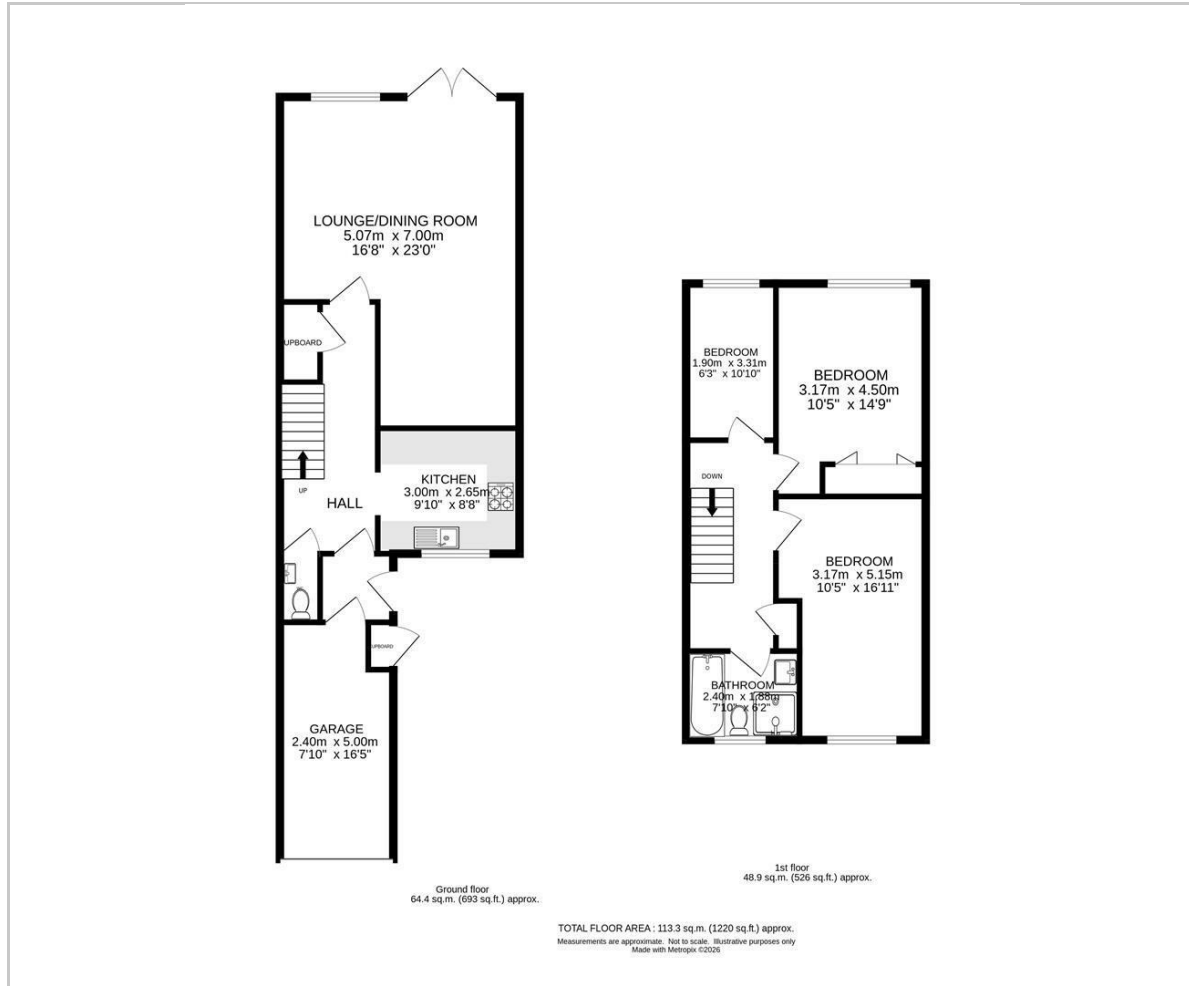 LOUNGE/DINING ROOM
5.07m x 7.00m
16'8" x 23'0"
UPBOARD
UP
HALL
KITCHEN
3.00m x 2.65m
9'10" x 8'8"
UPBOARD
GARAGE
2.40m x 5.00m
7'10" x 16'5"
Ground floor
64.4 sq.m. (693 sq.ft.) approx.
BEDROOM
1.90m x 3.31m
6'3" x 10'10"
BEDROOM
3.17m x 4.50m
10'5" x 14'9"
DOWN
BEDROOM
3.17m x 5.15m
10'5" x 16'11"
BATHROOM
2.40m x 1.88m
7'10" x 6'2"
1st floor
48.9 sq.m. (526 sq.ft.) approx.
TOTAL FLOOR AREA : 113.3 sq.m. (1220 sq.ft.) approx.
Measurements are approximate. Not to scale. Illustrative purposes only
Made with Metropix ©2026